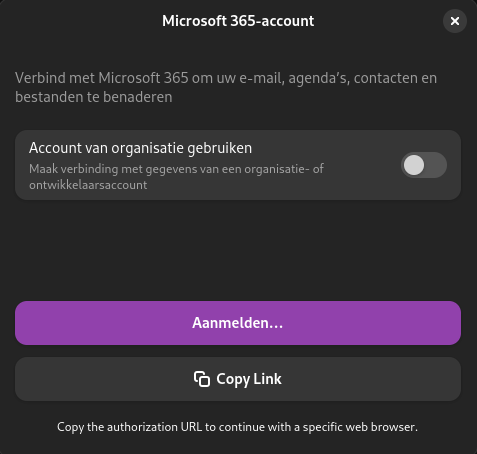 Microsoft 365-account
Verbind met Microsoft 365 om uw e-mail, agenda's, contacten en
bestanden te benaderen
Account van organisatie gebruiken
Maak verbinding met gegevens van een organisatie- of
ontwikkelaarsaccount
Aanmelden…
Copy Link
Copy the authorization URL to continue with a specific web browser.